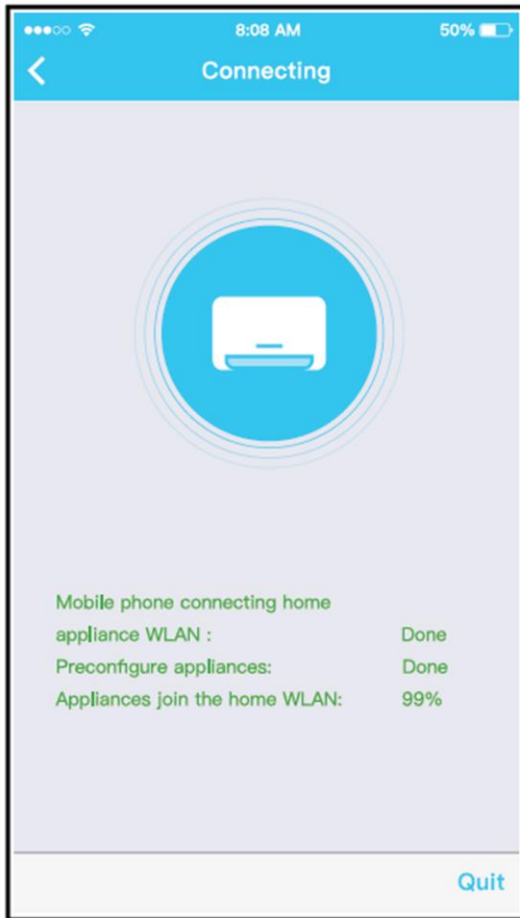 8:08 AM 50%
Connecting
Mobile phone connecting home
appliance WLAN : Done
Preconfigure appliances: Done
Appliances join the home WLAN: 99%
Quit